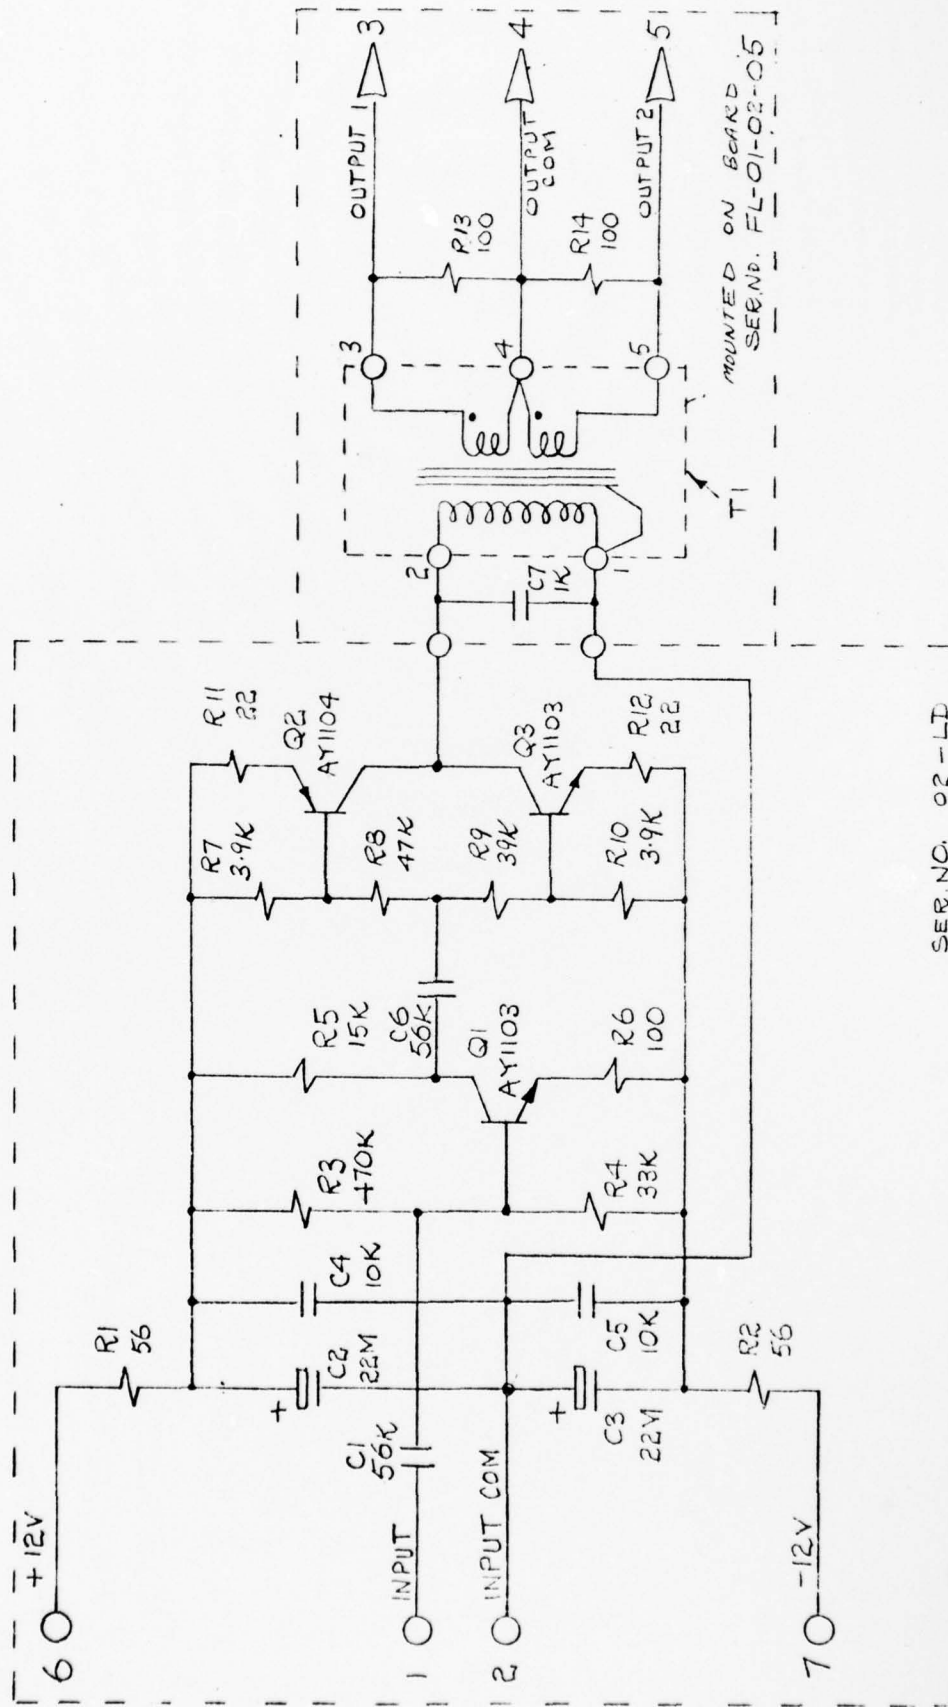 6
+12V
R1
56
1
INPUT
C1
56K
2
INPUT COM
7
-12V
R2
56
+
C2
22M
C4
10K
+
C3
22M
C5
10K
R3
470K
R4
33K
R5
15K
C6
56K
Q1
AY1103
R6
100
R7
3.9K
R8
47K
R9
39K
R10
3.9K
R11
22
Q2
AY1104
Q3
AY1103
R12
22
C7
1K
2
1
T1
3
4
5
R13
100
R14
100
OUTPUT 1
3
OUTPUT
COM
4
OUTPUT 2
5
MOUNTED ON BOARD
SER.NO. FL-01-02-05
SER.NO. 02-LD